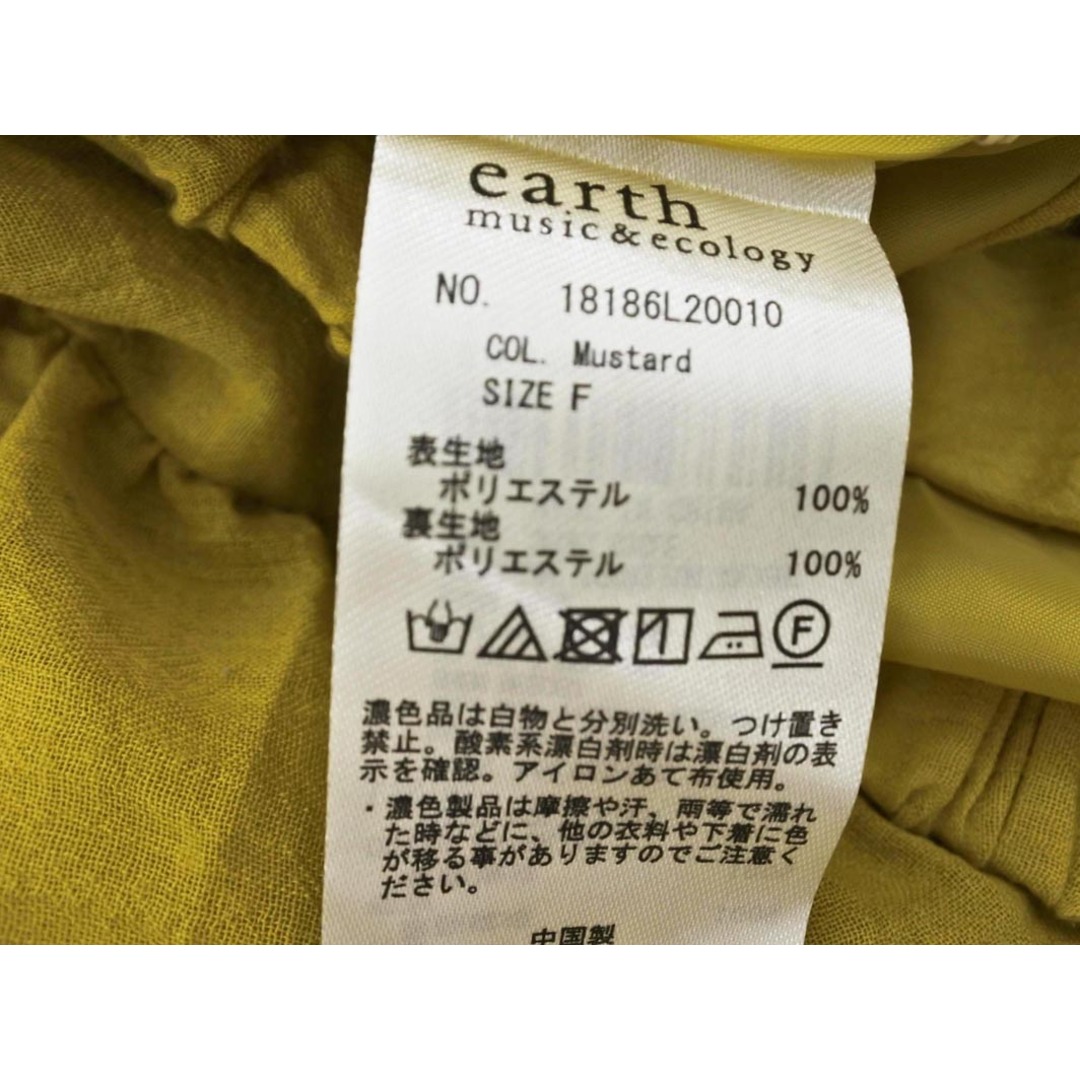 earth
music & ecology
NO. 18186L20010
COL. Mustard
SIZE F
表生地
ポリエステル 100%
裏生地
ポリエステル 100%
F
濃色品は白物と分別洗い。つけ置き
禁止。酸素系漂白剤時は漂白剤の表
示を確認。アイロンあて布使用。
・濃色製品は摩擦や汗、雨等で濡れ
た時などに、他の衣料や下着に色
が移る事がありますのでご注意く
ださい。
中国製